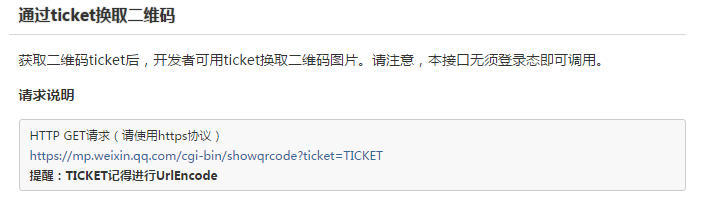 通过ticket换取二维码
获取二维码ticket后，开发者可用ticket换取二维码图片。请注意，本接口无须登录态即可调用。
请求说明
HTTP GET请求（请使用https协议）
https://mp.weixin.qq.com/cgi-bin/showqrcode?ticket=TICKET
提醒：TICKET记得进行UrlEncode